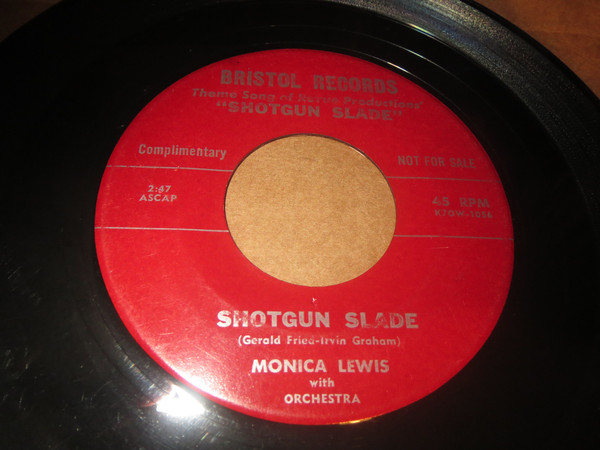 BRISTOL RECORDS
Theme Song of Revue Productions'
"SHOTGUN SLADE"
Complimentary
NOT FOR SALE
2:47
ASCAP
45 RPM
SHOTGUN SLADE
(Gerald Fried-Irvin Graham)
MONICA LEWIS
with
ORCHESTRA